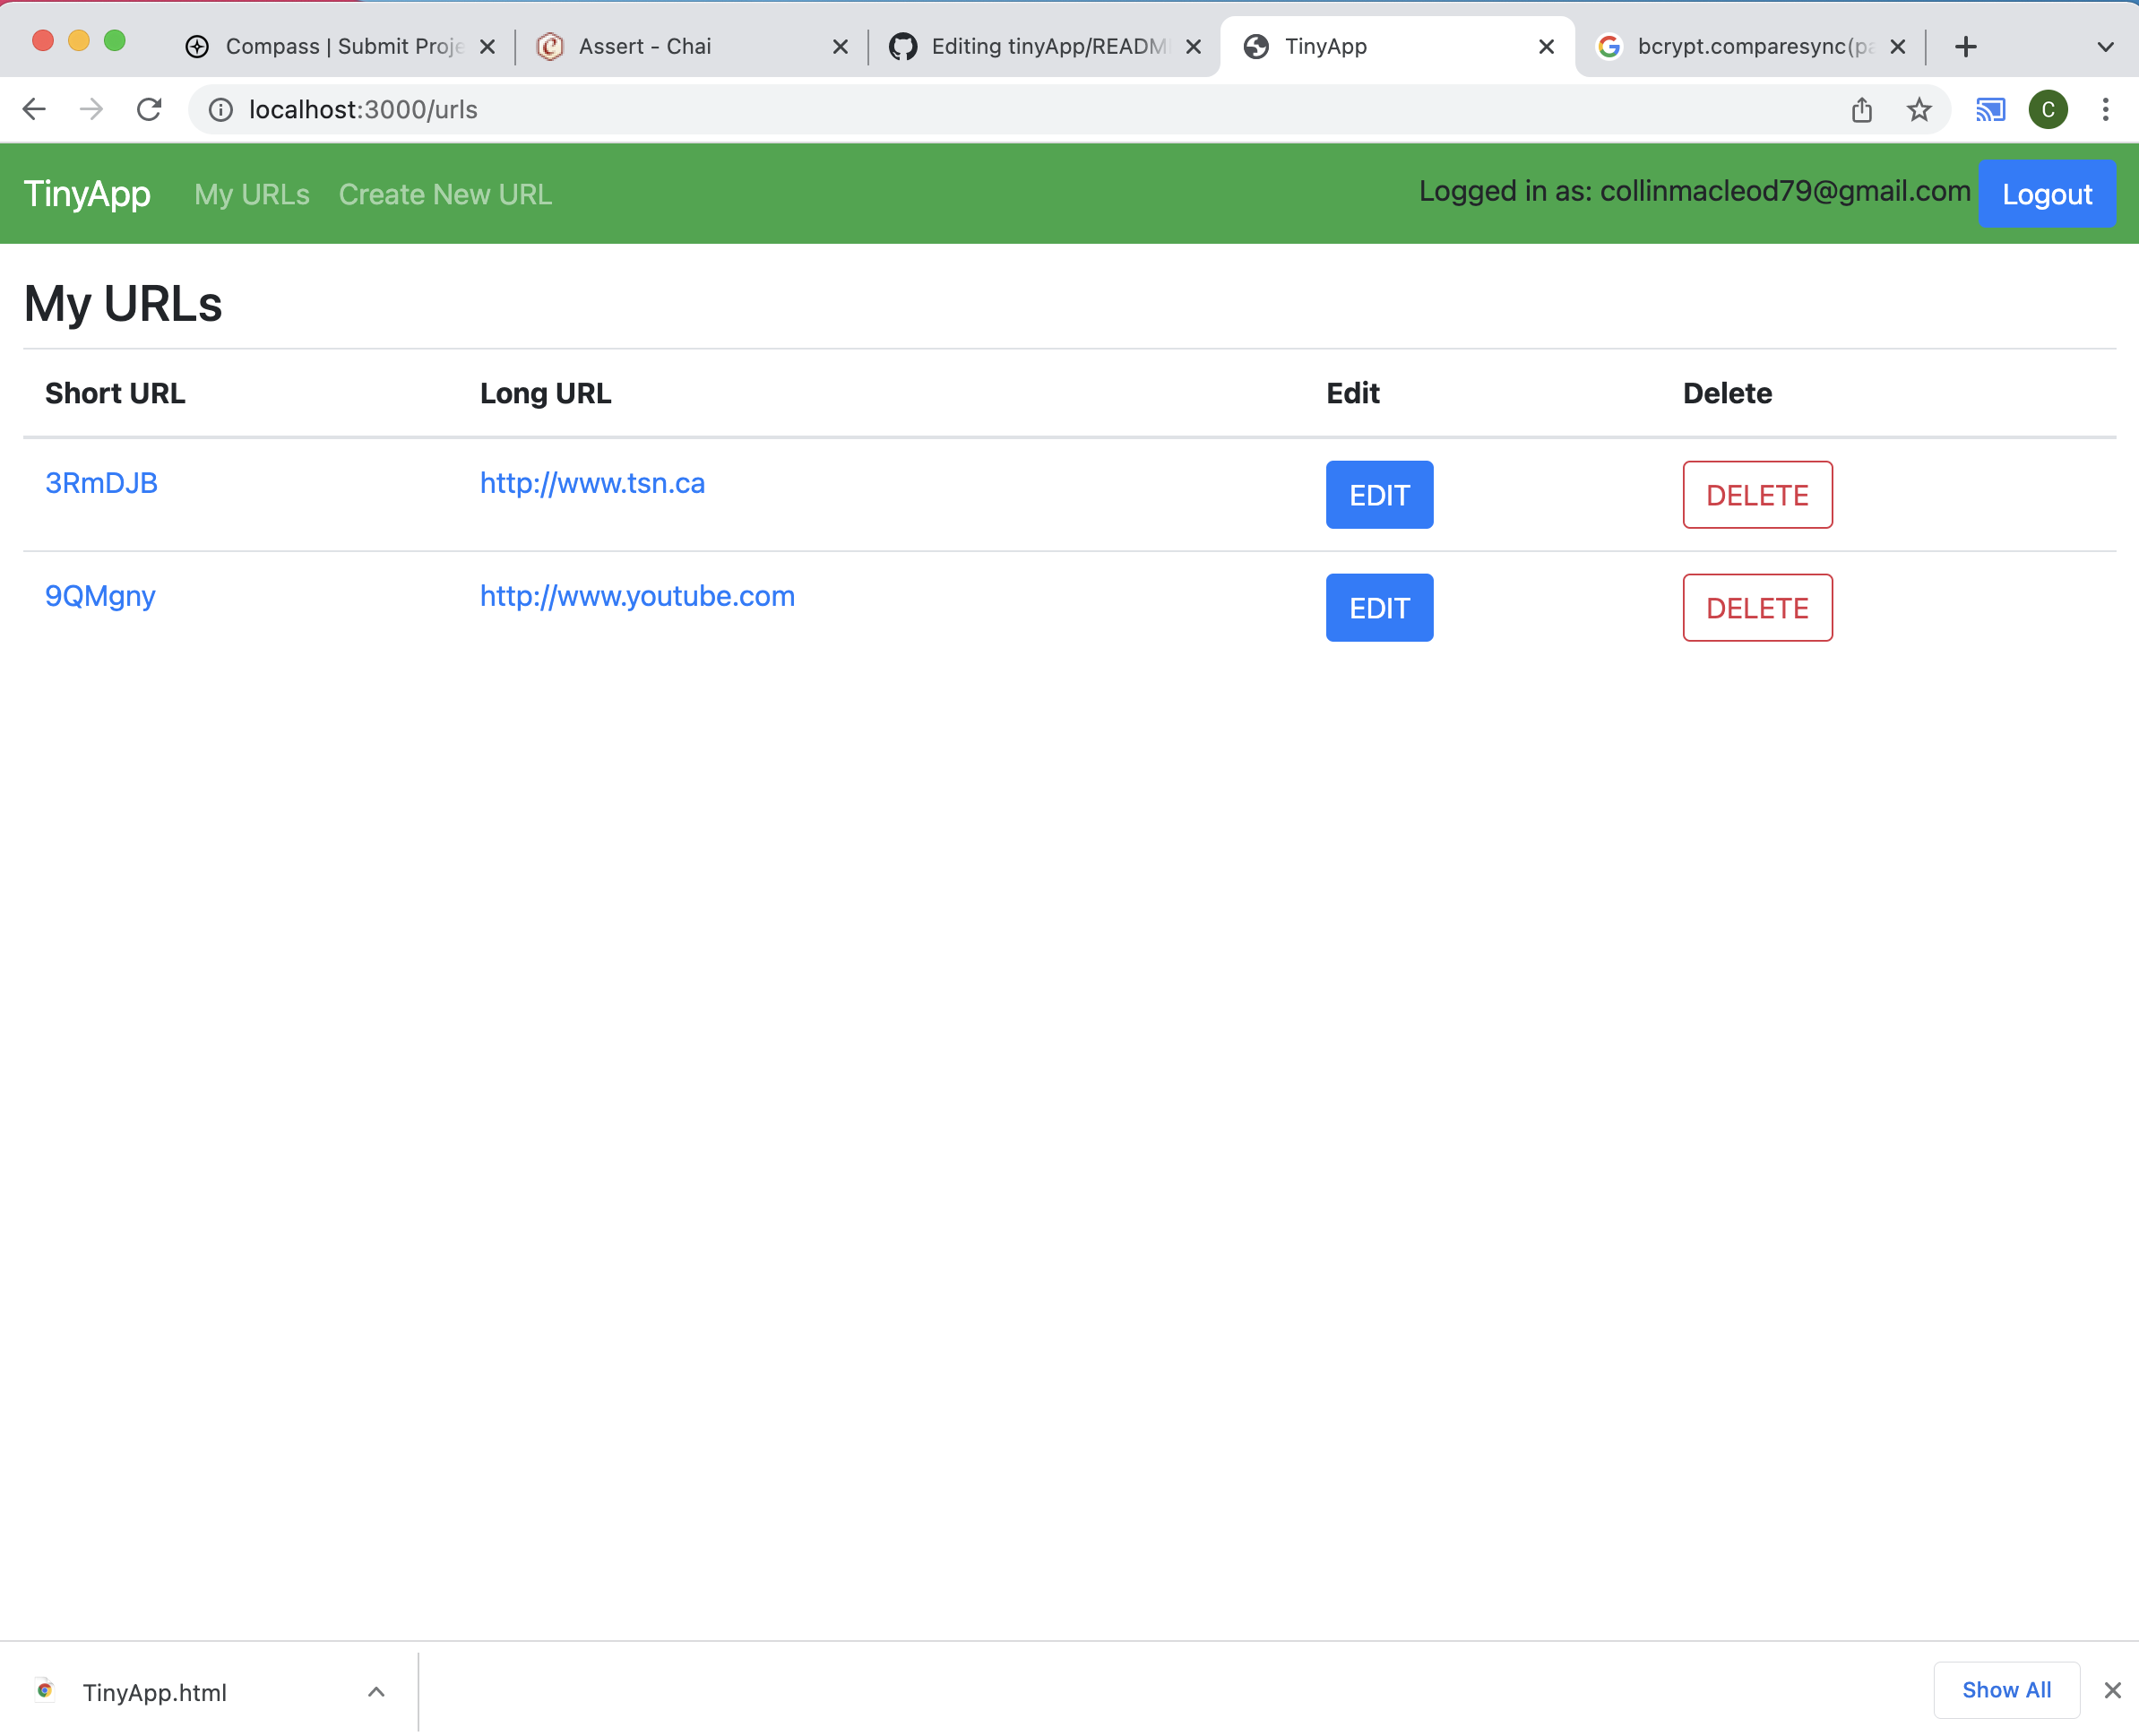 Compass | Submit Proje
Assert - Chai
Editing tinyApp/READM
TinyApp
bcrypt.comparesync(pa
localhost:3000/urls
C
TinyApp My URLs Create New URL Logged in as: collinmacleod79@gmail.com Logout
My URLs
Short URL Long URL Edit Delete
3RmDJB http://www.tsn.ca EDIT DELETE
9QMgny http://www.youtube.com EDIT DELETE
TinyApp.html Show All